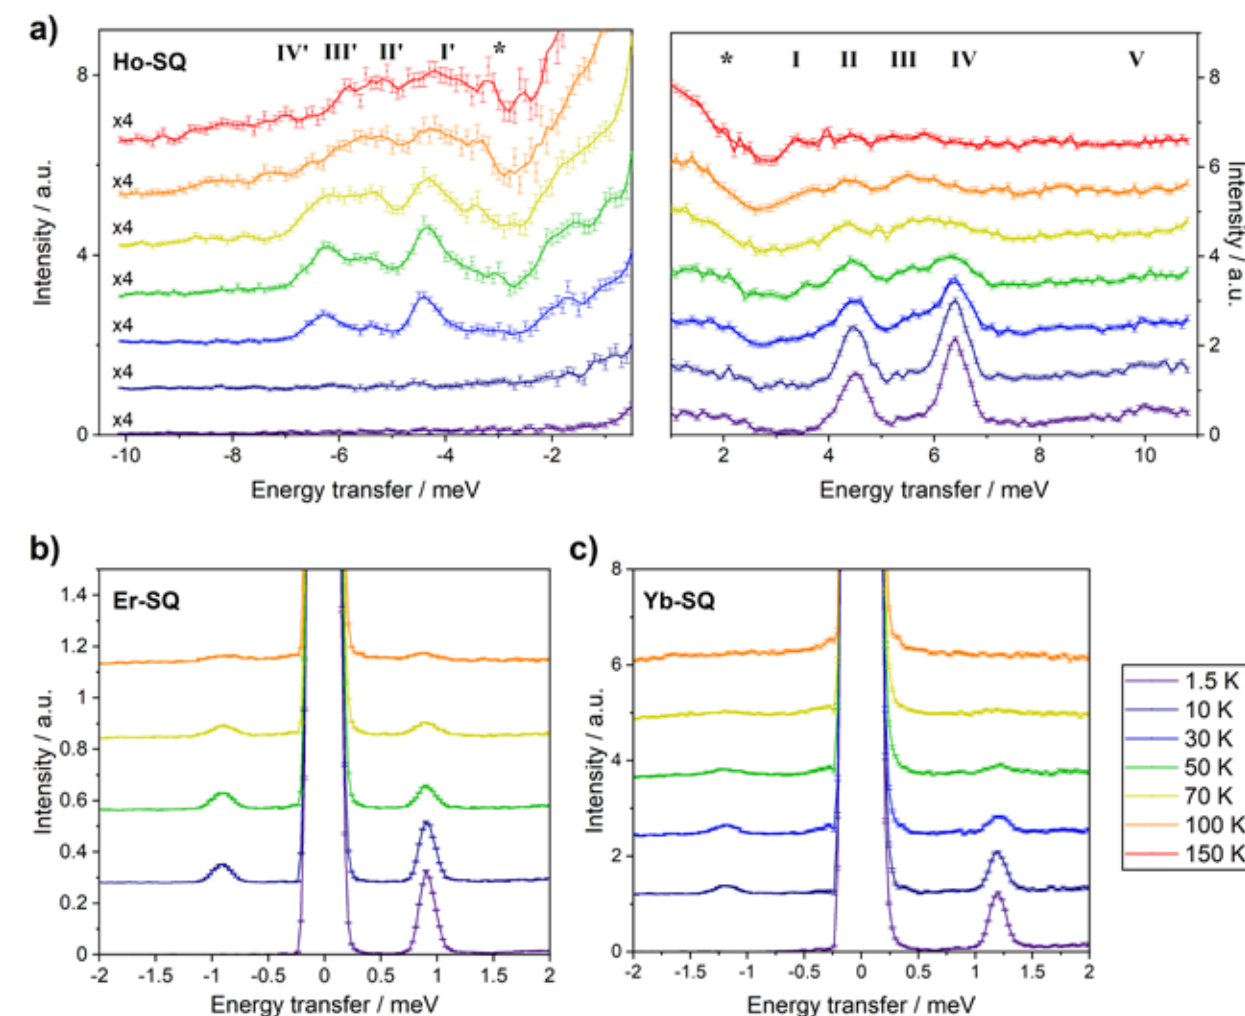 a)
Ho-SQ
IV' III' II' I' *
* I II III IV V
x4
x4
x4
x4
x4
x4
x4
8
4
2
0
Intensity / a.u.
-10 -8 -6 -4 -2
Energy transfer / meV
8
6
4
2
0
Intensity / a.u.
2 4 6 8 10
Energy transfer / meV
b)
Er-SQ
1.4
1.2
1
0.8
0.6
0.4
0.2
0
Intensity / a.u.
-2 -1.5 -1 -0.5 0 0.5 1 1.5 2
Energy transfer / meV
c)
Yb-SQ
8
6
4
2
0
Intensity / a.u.
-2 -1.5 -1 -0.5 0 0.5 1 1.5 2
Energy transfer / meV
1.5 K
10 K
30 K
50 K
70 K
100 K
150 K